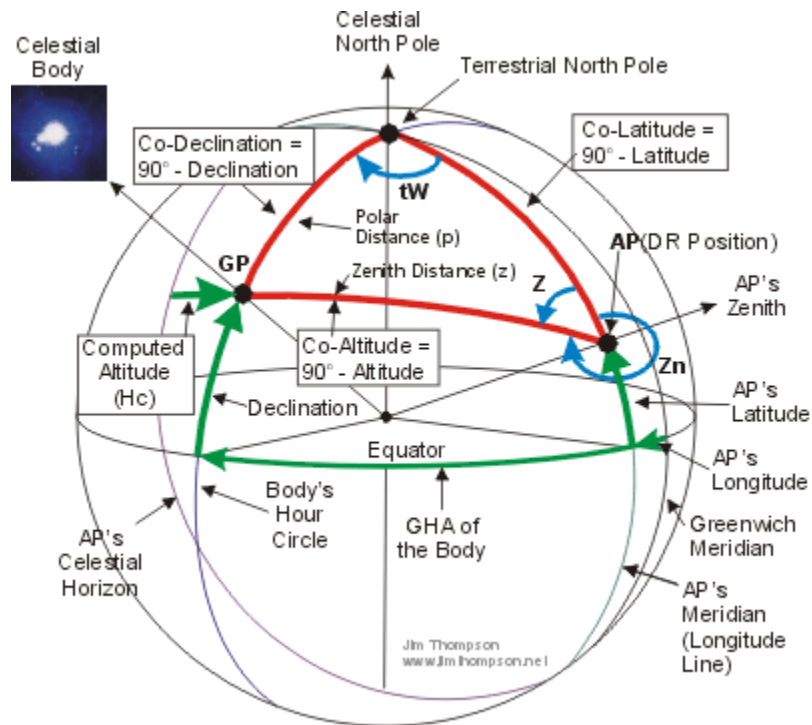 Celestial
North Pole
Celestial
Body
Terrestrial North Pole
Co-Declination =
90° - Declination
Co-Latitude =
90° - Latitude
tW
Polar
Distance (p)
AP(DR Position)
GP
Zenith Distance (z)
Z
AP's
Zenith
Computed
Altitude
(Hc)
Co-Altitude =
90° - Altitude
Zn
Declination
AP's
Latitude
Equator
AP's
Longitude
Body's
Hour
Circle
GHA of
the Body
Greenwich
Meridian
AP's
Celestial
Horizon
AP's
Meridian
(Longitude
Line)
Jim Thompson
www.jimthompson.net